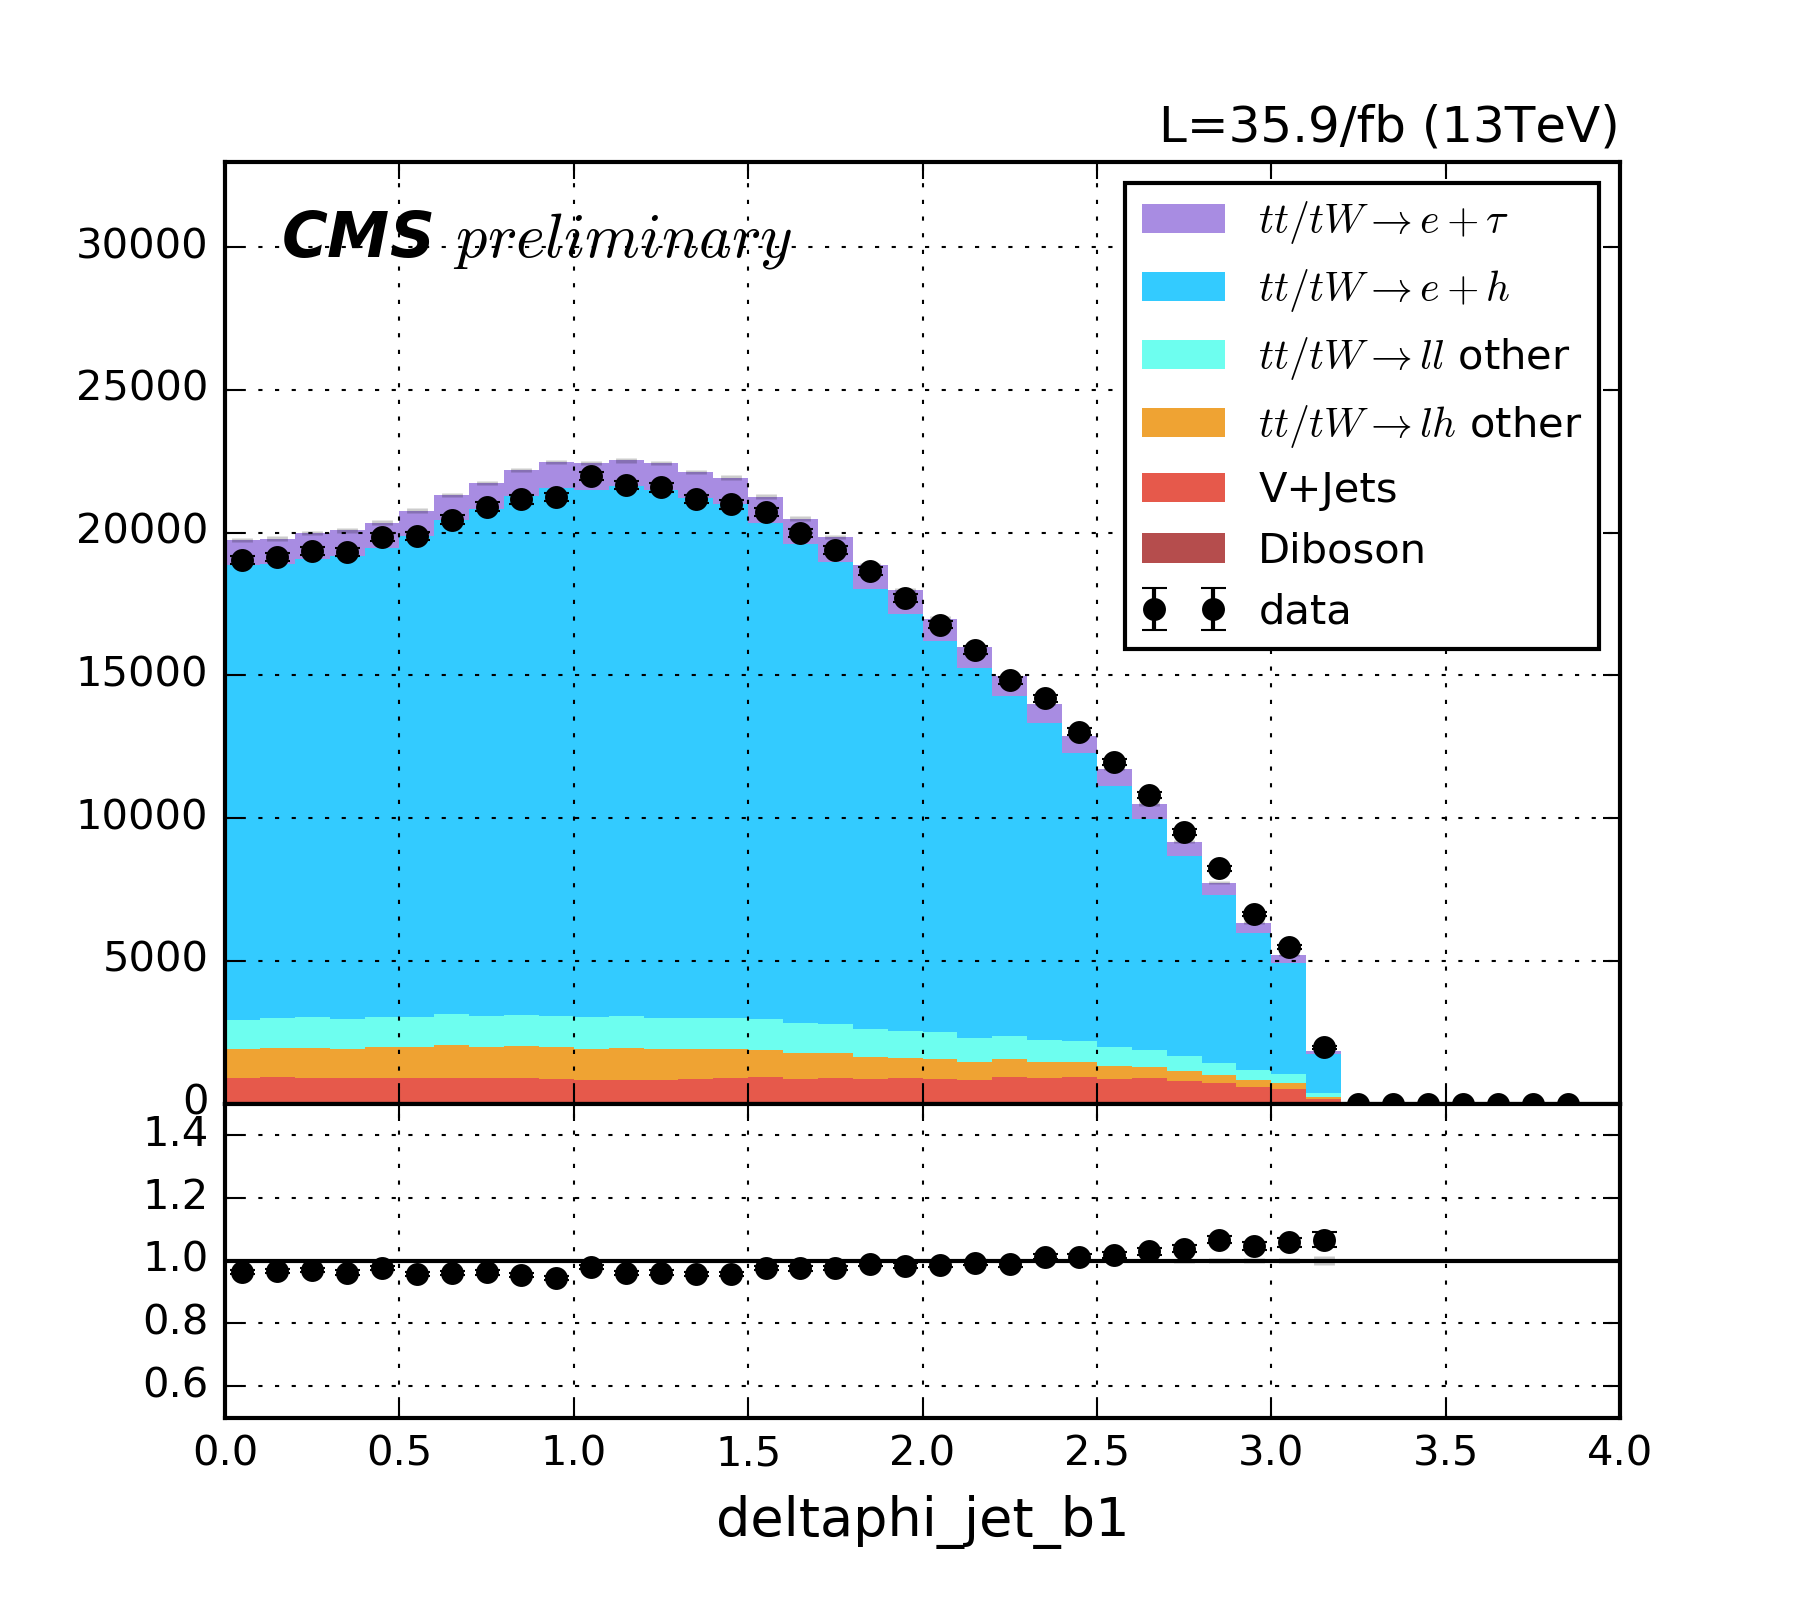 L=35.9/fb (13TeV)
CMS preliminary
30000
25000
20000
15000
10000
5000
0
tt/tW→e+τ
tt/tW→e+h
tt/tW→ll other
tt/tW→lh other
V+Jets
Diboson
data
1.4
1.2
1.0
0.8
0.6
0.0 0.5 1.0 1.5 2.0 2.5 3.0 3.5 4.0
deltaphi_jet_b1